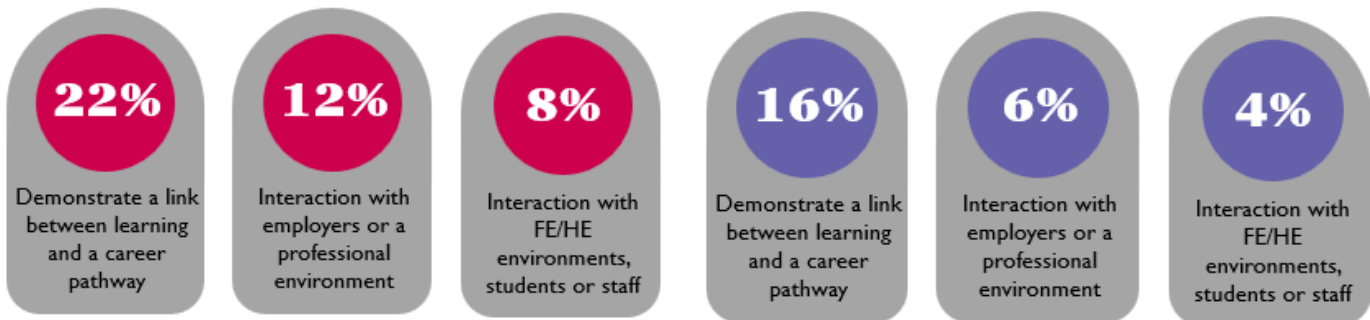 22%
Demonstrate a link
between learning
and a career
pathway
12%
Interaction with
employers or a
professional
environment
8%
Interaction with
FE/HE
environments,
students or staff
16%
Demonstrate a link
between learning
and a career
pathway
6%
Interaction with
employers or a
professional
environment
4%
Interaction with
FE/HE
environments,
students or staff